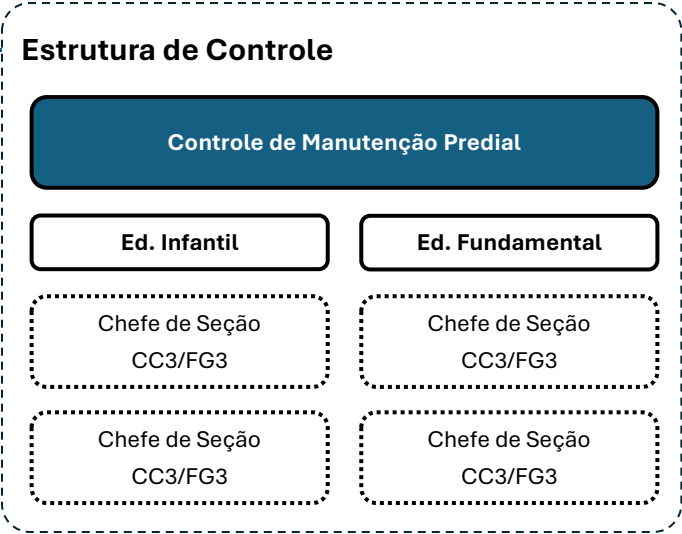 Estrutura de Controle
Controle de Manutenção Predial
Ed. Infantil
Ed. Fundamental
Chefe de Seção
CC3/FG3
Chefe de Seção
CC3/FG3
Chefe de Seção
CC3/FG3
Chefe de Seção
CC3/FG3